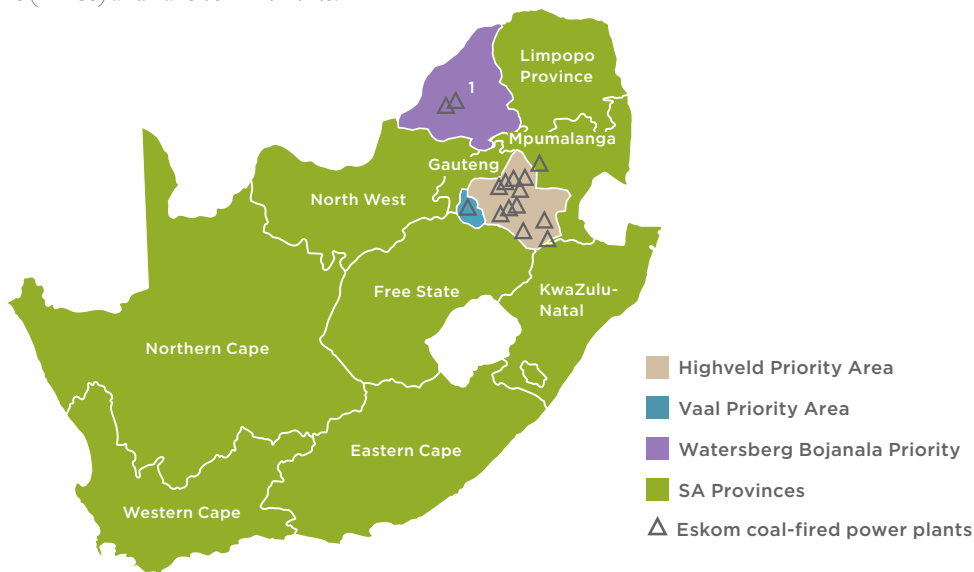 Limpopo
Province
1
Mpumalanga
Gauteng
North West
Free State
KwaZulu-
Natal
Northern Cape
Eastern Cape
Western Cape
Highveld Priority Area
Vaal Priority Area
Watersberg Bojanala Priority
SA Provinces
Eskom coal-fired power plants